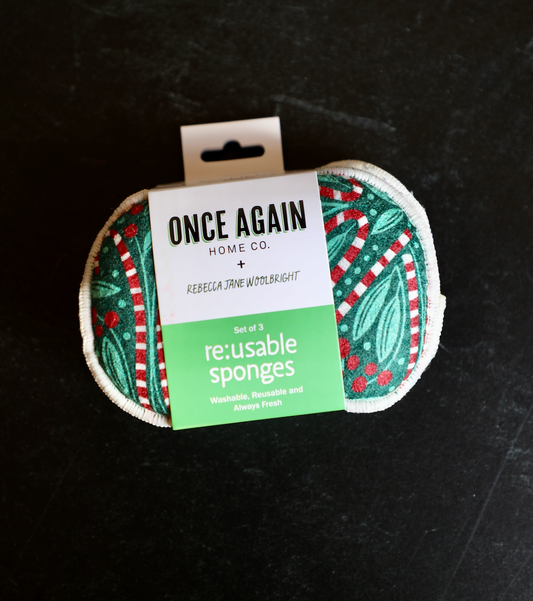 ONCE AGAIN
HOME CO.
+
REBECCA JANE WOOLBRIGHT
Set of 3
re:usable
sponges
Washable, Reusable and
Always Fresh